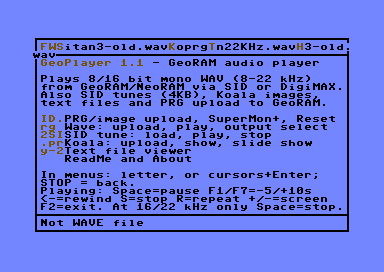 FWSitan3-old.wavKoprgTn22KHz.wavH3-old.
wav
GeoPlayer 1.1 - GeoRAM audio player
Plays 8/16 bit mono WAV (8-22 kHz)
from GeoRAM/NeoRAM via SID or DigiMAX.
Also SID tunes (4KB), Koala images,
text files and PRG upload to GeoRAM.
ID.PRG/image upload, SuperMon+, Reset
rg Wave: upload, play, output select
2SISID tune: load, play, stop
.prKoala: upload, show, slide show
y-2Text file viewer
ReadMe and About
In menus: letter, or cursors+Enter;
STOP = back.
Playing: Space=pause F1/F7=-5/+10s
<-=rewind S=stop R=repeat +/-=screen
F2=exit. At 16/22 kHz only Space=stop.
Not WAVE file